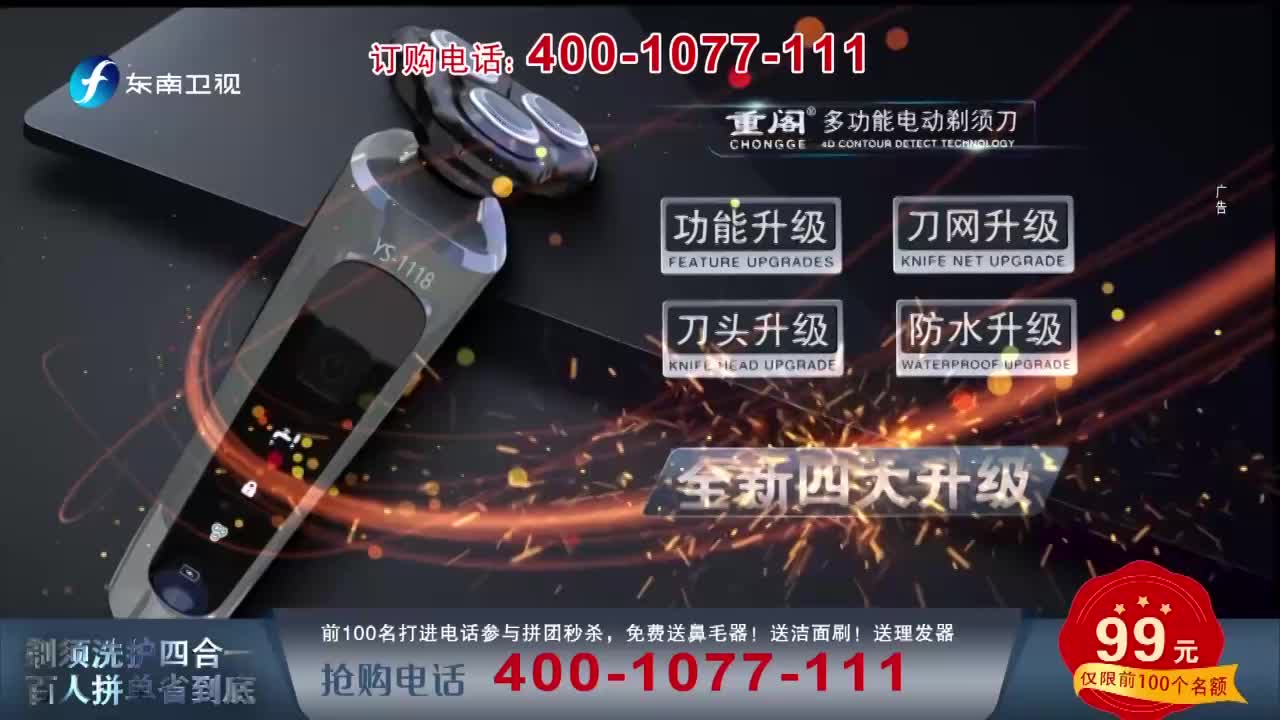 订购电话: 400-1077-111
东南卫视
重阁® 多功能电动剃须刀
CHONGGE 4D CONTOUR DETECT TECHNOLOGY
广告
功能升级
FEATURE UPGRADES
刀网升级
KNIFE NET UPGRADE
YS-1118
刀头升级
KNIFE HEAD UPGRADE
防水升级
WATERPROOF UPGRADE
全新四大升级
剃须洗护四合一
百人拼单省到底
前100名打进电话参与拼团秒杀，免费送鼻毛器！送洁面刷！送理发器
抢购电话 400-1077-111
99元
仅限前100个名额